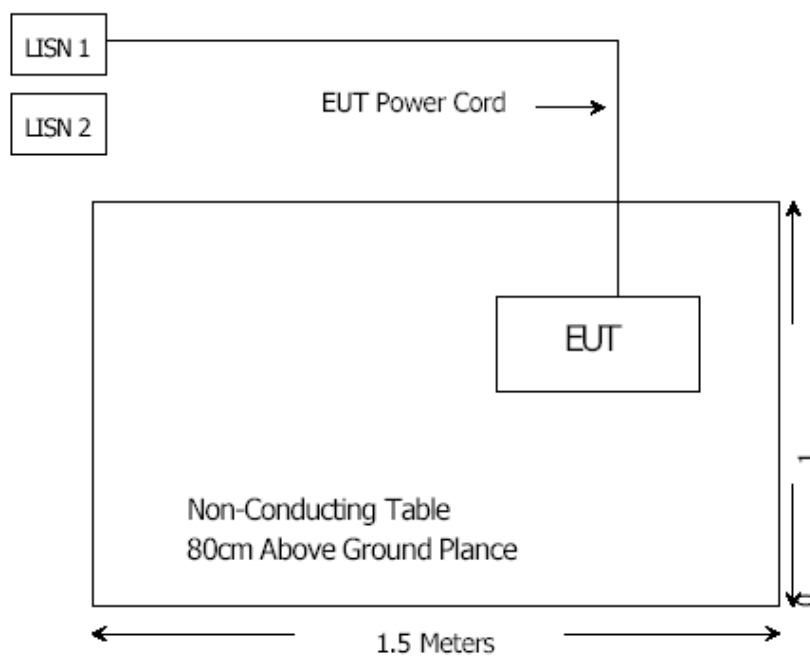 LISN 1
EUT Power Cord
LISN 2
EUT
Non-Conducting Table
80cm Above Ground Plance
1.5 Meters